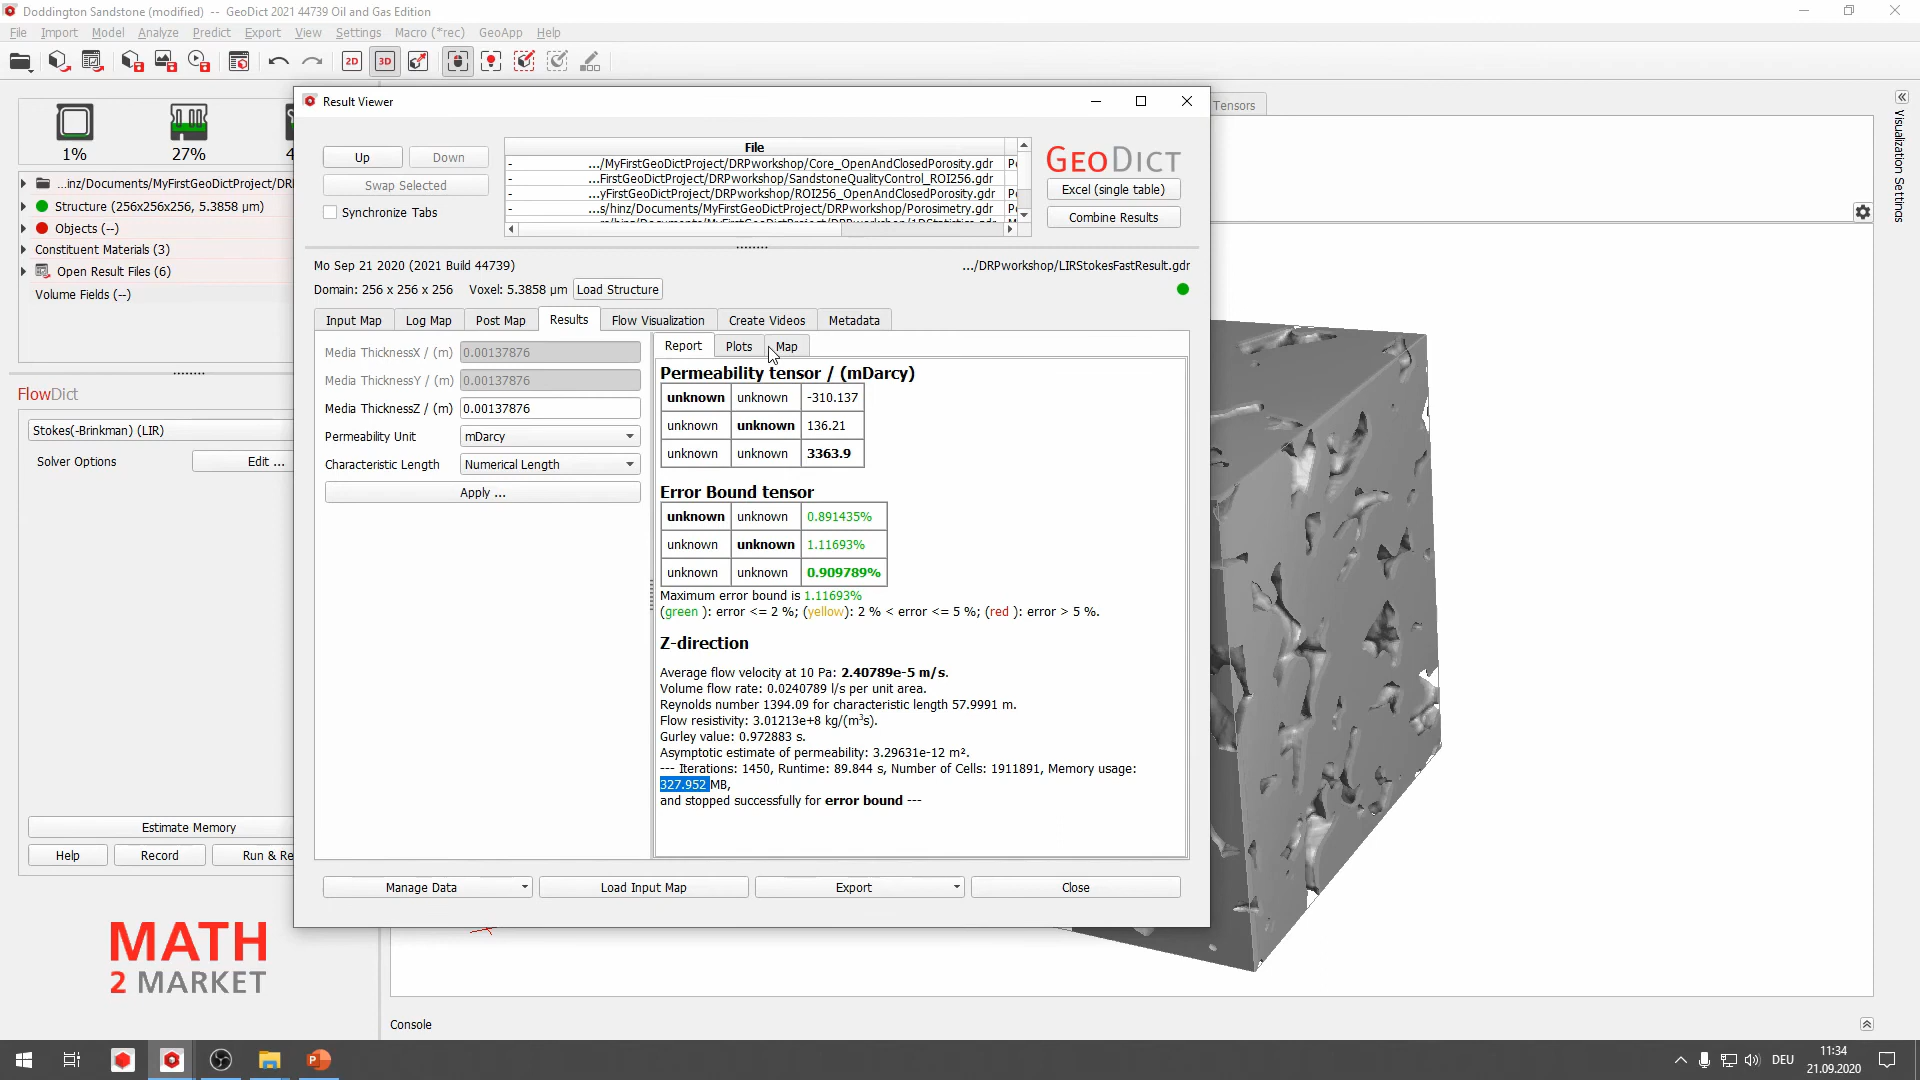 Doddington Sandstone (modified)  --  GeoDict 2021 44739 Oil and Gas Edition
File Import Model Analyze Predict Export View Settings Macro (*rec) GeoApp Help
2D 3D
1% 27% 4
...inz/Documents/MyFirstGeoDictProject/DRI
Structure (256x256x256, 5.3858 µm)
Objects (--)
Constituent Materials (3)
Open Result Files (6)
Volume Fields (--)
FlowDict
Stokes(-Brinkman) (LIR)
Solver Options Edit ...
Estimate Memory
Help Record Run & Re
MATH
2 MARKET
Result Viewer
Up Down
Swap Selected
Synchronize Tabs
File
- .../MyFirstGeoDictProject/DRPworkshop/Core_OpenAndClosedPorosity.gdr
- ...FirstGeoDictProject/DRPworkshop/SandstoneQualityControl_ROI256.gdr
- ...yFirstGeoDictProject/DRPworkshop/ROI256_OpenAndClosedPorosity.gdr
- ...s/hinz/Documents/MyFirstGeoDictProject/DRPworkshop/Porosimetry.gdr
GEODICT
Excel (single table)
Combine Results
Mo Sep 21 2020 (2021 Build 44739) .../DRPworkshop/LIRStokesFastResult.gdr
Domain: 256 x 256 x 256 Voxel: 5.3858 µm Load Structure
Input Map Log Map Post Map Results Flow Visualization Create Videos Metadata
Media ThicknessX / (m) 0.00137876
Media ThicknessY / (m) 0.00137876
Media ThicknessZ / (m) 0.00137876
Permeability Unit mDarcy
Characteristic Length Numerical Length
Apply ...
Report Plots Map
Permeability tensor / (mDarcy)
unknown unknown -310.137
unknown unknown 136.21
unknown unknown 3363.9
Error Bound tensor
unknown unknown 0.891435%
unknown unknown 1.11693%
unknown unknown 0.909789%
Maximum error bound is 1.11693%
(green ): error <= 2 %; (yellow): 2 % < error <= 5 %; (red ): error > 5 %.
Z-direction
Average flow velocity at 10 Pa: 2.40789e-5 m/s.
Volume flow rate: 0.0240789 l/s per unit area.
Reynolds number 1394.09 for characteristic length 57.9991 m.
Flow resistivity: 3.01213e+8 kg/(m³s).
Gurley value: 0.972883 s.
Asymptotic estimate of permeability: 3.29631e-12 m².
--- Iterations: 1450, Runtime: 89.844 s, Number of Cells: 1911891, Memory usage:
327.952 MB,
and stopped successfully for error bound ---
Manage Data Load Input Map Export Close
Tensors
Visualization Settings
Console
DEU
11:34
21.09.2020